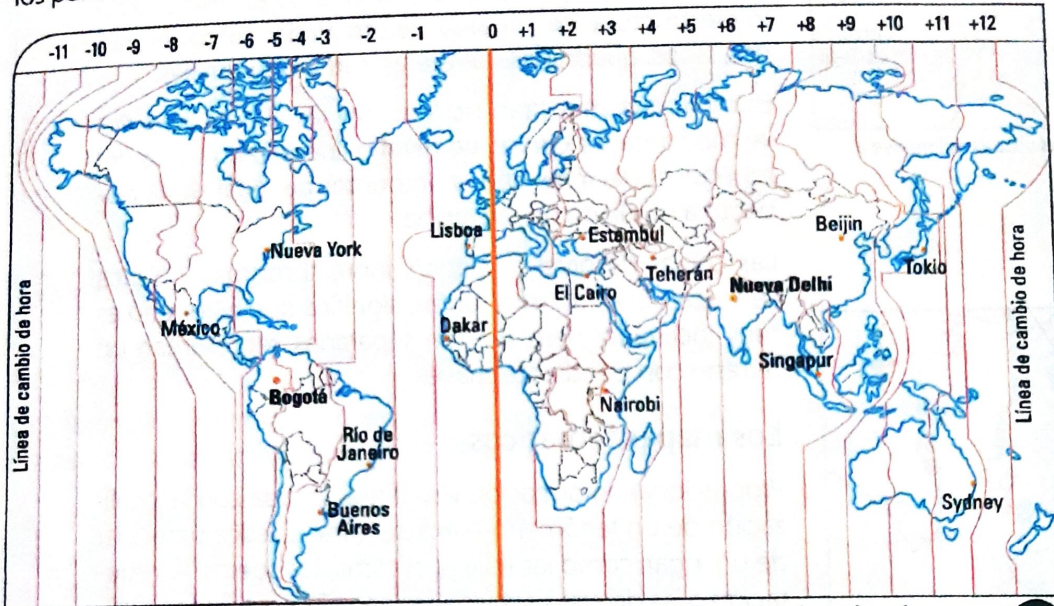 los
-11 -10 -9 -8 -7 -6 -5 -4 -3 -2 -1 0 +1 +2 +3 +4 +5 +6 +7 +8 +9 +10 +11 +12
Línea de cambio de hora
Nueva York
México
Bogotá
Río de
Janeiro
Buenos
Aires
Lisboa
Dakar
Estambul
El Cairo
Teherán
Nairobi
Nueva Delhi
Beijin
Tokio
Singapur
Sydney
Línea de cambio de hora